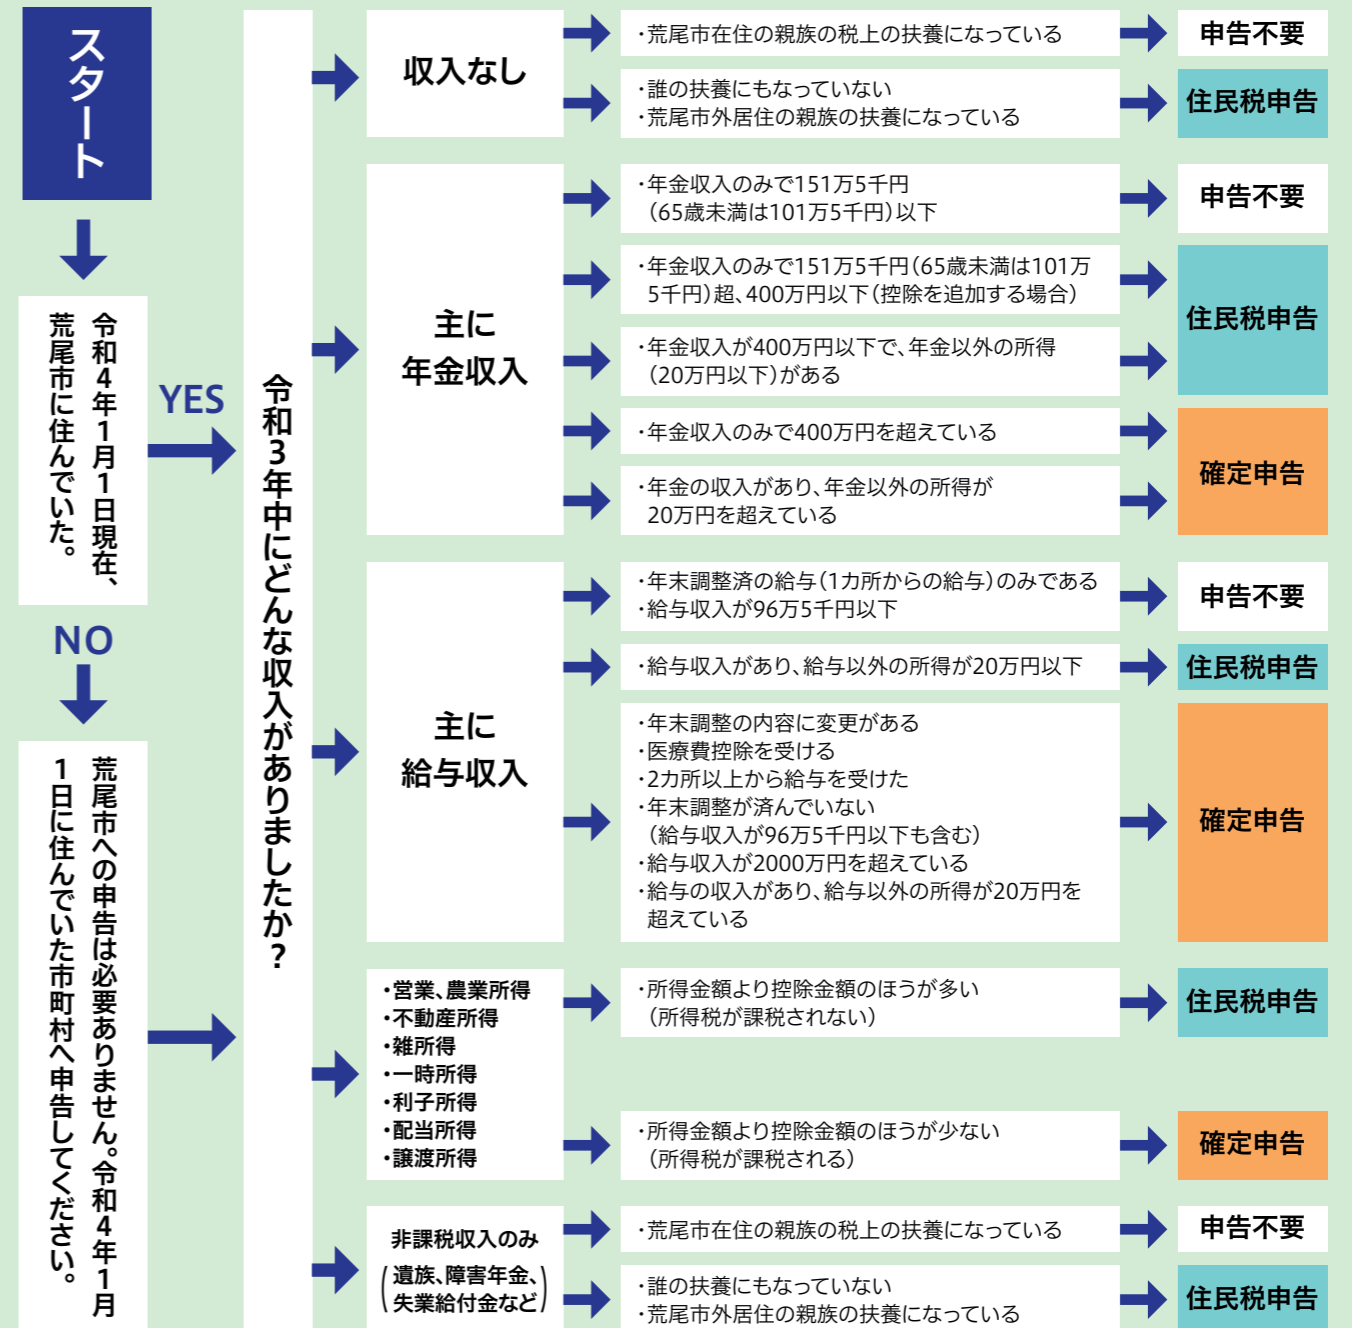 スタート
令和4年1月1日現在、
荒尾市に住んでいた。
YES
NO
荒尾市への申告は必要ありません。令和4年1月
1日に住んでいた市町村へ申告してください。
令和3年中にどんな収入がありましたか？
収入なし
・荒尾市在住の親族の税上の扶養になっている
申告不要
・誰の扶養にもなっていない
・荒尾市外居住の親族の扶養になっている
住民税申告
主に
年金収入
・年金収入のみで151万5千円
（65歳未満は101万5千円）以下
申告不要
・年金収入のみで151万5千円（65歳未満は101万
5千円）超、400万円以下（控除を追加する場合）
・年金収入が400万円以下で、年金以外の所得
（20万円以下）がある
住民税申告
・年金収入のみで400万円を超えている
・年金の収入があり、年金以外の所得が
20万円を超えている
確定申告
主に
給与収入
・年末調整済の給与（1カ所からの給与）のみである
・給与収入が96万5千円以下
申告不要
・給与収入があり、給与以外の所得が20万円以下
住民税申告
・年末調整の内容に変更がある
・医療費控除を受ける
・2カ所以上から給与を受けた
・年末調整が済んでいない
（給与収入が96万5千円以下も含む）
・給与収入が2000万円を超えている
・給与の収入があり、給与以外の所得が20万円を
超えている
確定申告
・営業、農業所得
・不動産所得
・雑所得
・一時所得
・利子所得
・配当所得
・譲渡所得
・所得金額より控除金額のほうが多い
（所得税が課税されない）
住民税申告
・所得金額より控除金額のほうが少ない
（所得税が課税される）
確定申告
非課税収入のみ
（遺族、障害年金、
失業給付金など）
・荒尾市在住の親族の税上の扶養になっている
申告不要
・誰の扶養にもなっていない
・荒尾市外居住の親族の扶養になっている
住民税申告